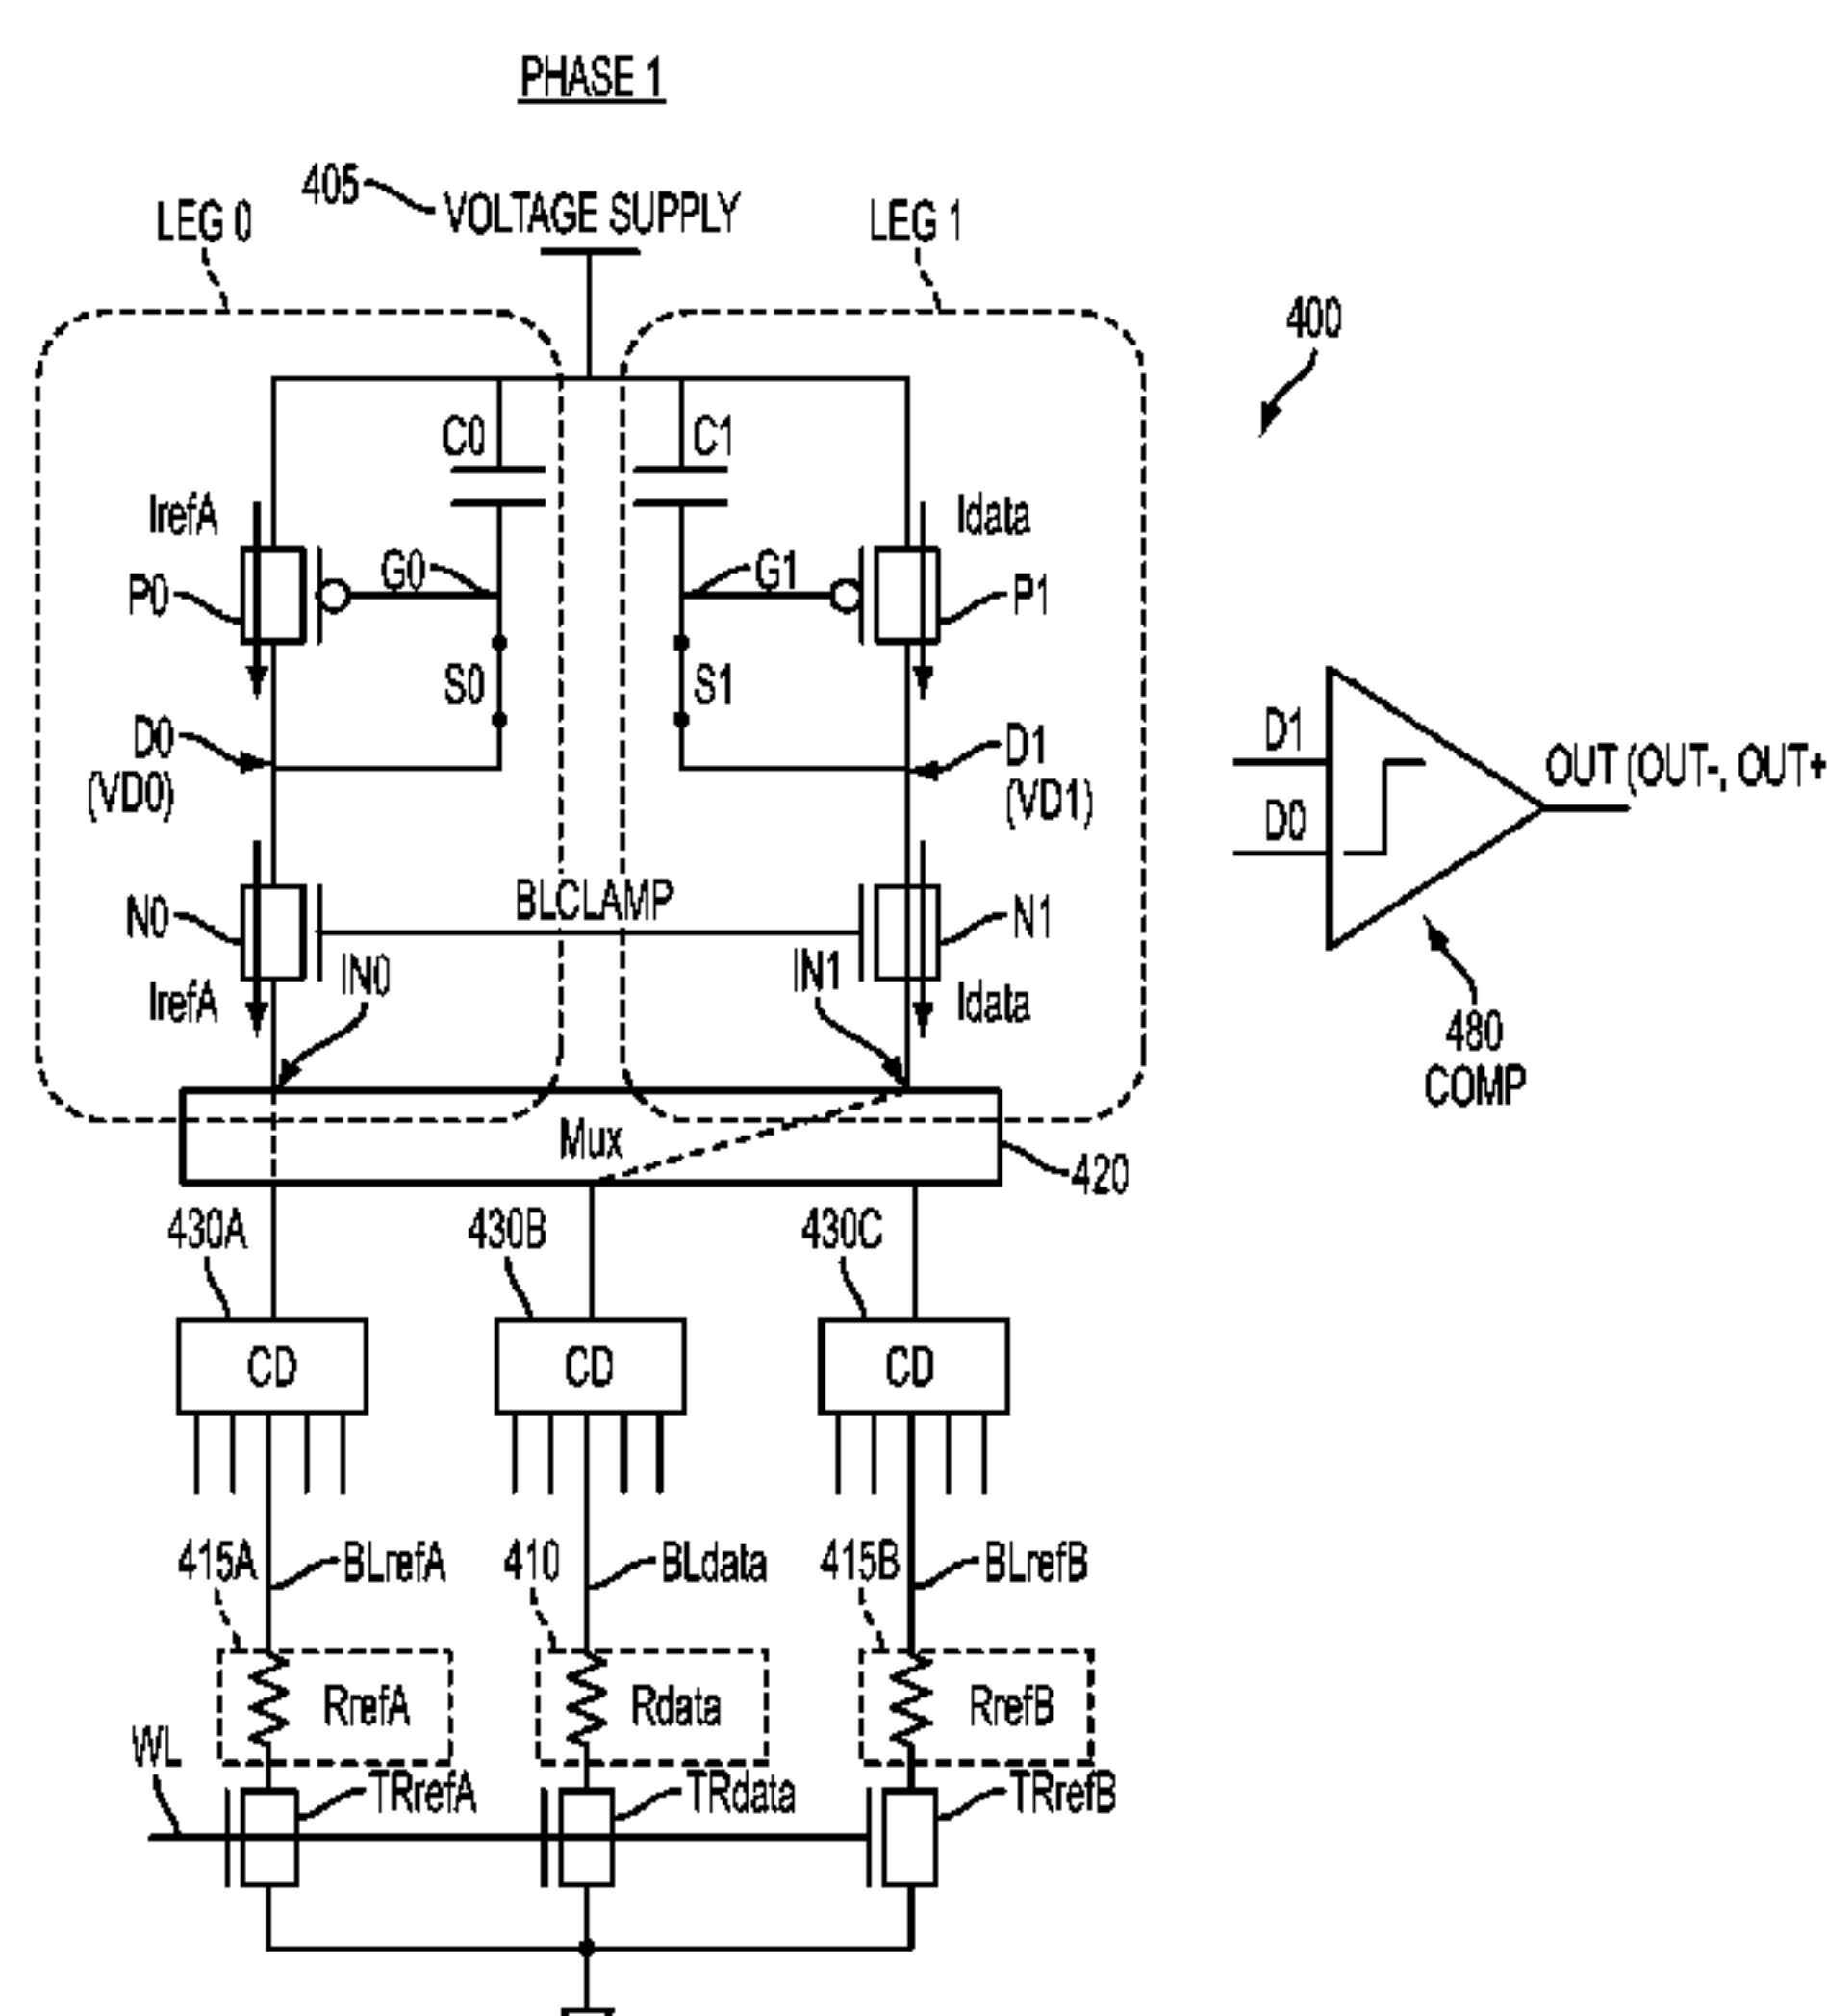 PHASE 1
405
VOLTAGE SUPPLY
LEG 0
LEG 1
400
C0
C1
IrefA
Idata
G0
G1
P0
P1
S0
S1
D0
(VD0)
D1
(VD1)
D1
D0
OUT (OUT-, OUT+
BLCLAMP
N0
N1
IN0
IN1
IrefA
Idata
480
COMP
Mux
420
430A
430B
430C
CD
CD
CD
415A
BLrefA
410
BLdata
415B
BLrefB
RrefA
Rdata
RrefB
WL
TRrefA
TRdata
TRrefB